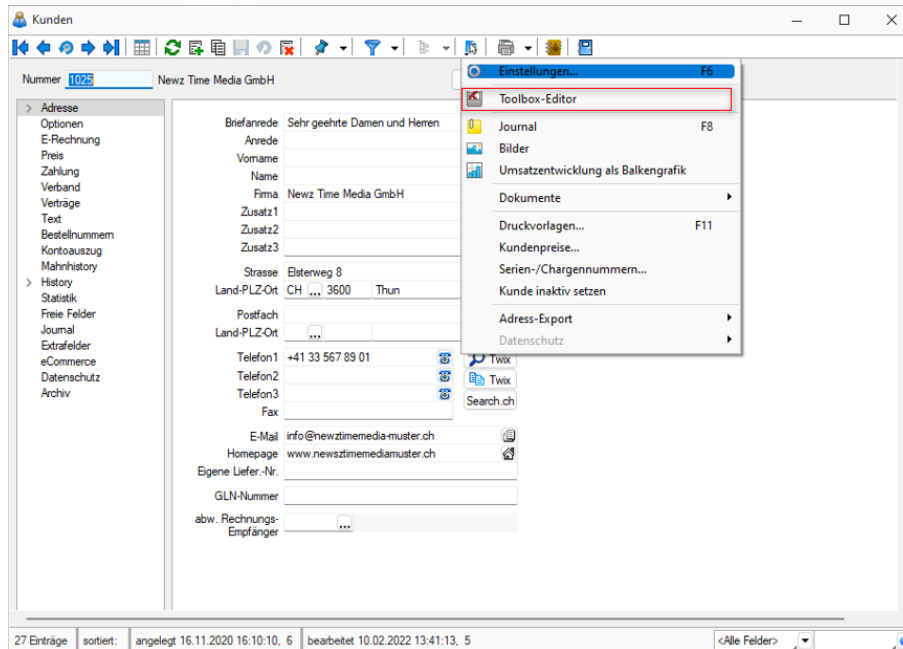 Kunden
Nummer 1025 Newz Time Media GmbH
Einstellungen... F6
Toolbox-Editor
Journal F8
Bilder
Umsatzentwicklung als Balkengrafik
Dokumente
Druckvorlagen... F11
Kundenpreise...
Serien-/Chargennummern...
Kunde inaktiv setzen
Adress-Export
Datenschutz
Adresse
Optionen
E-Rechnung
Preis
Zahlung
Verband
Verträge
Text
Bestellnummern
Kontoauszug
Mahnhistory
History
Statistik
Freie Felder
Journal
Extrafelder
eCommerce
Datenschutz
Archiv
Briefanrede Sehr geehrte Damen und Herren
Anrede
Vorname
Name
Firma Newz Time Media GmbH
Zusatz1
Zusatz2
Zusatz3
Strasse Elsterweg 8
Land-PLZ-Ort CH ... 3600 Thun
Postfach
Land-PLZ-Ort ...
Telefon1 +41 33 567 89 01 Twix
Telefon2 Twix
Telefon3 Search.ch
Fax
E-Mail info@newztimemedia-muster.ch
Homepage www.newsztimemediamuster.ch
Eigene Liefer.-Nr.
GLN-Nummer
abw. Rechnungs-
Empfänger ...
27 Einträge sortiert: angelegt 16.11.2020 16:10:10, 6 bearbeitet 10.02.2022 13:41:13, 5 <Alle Felder>